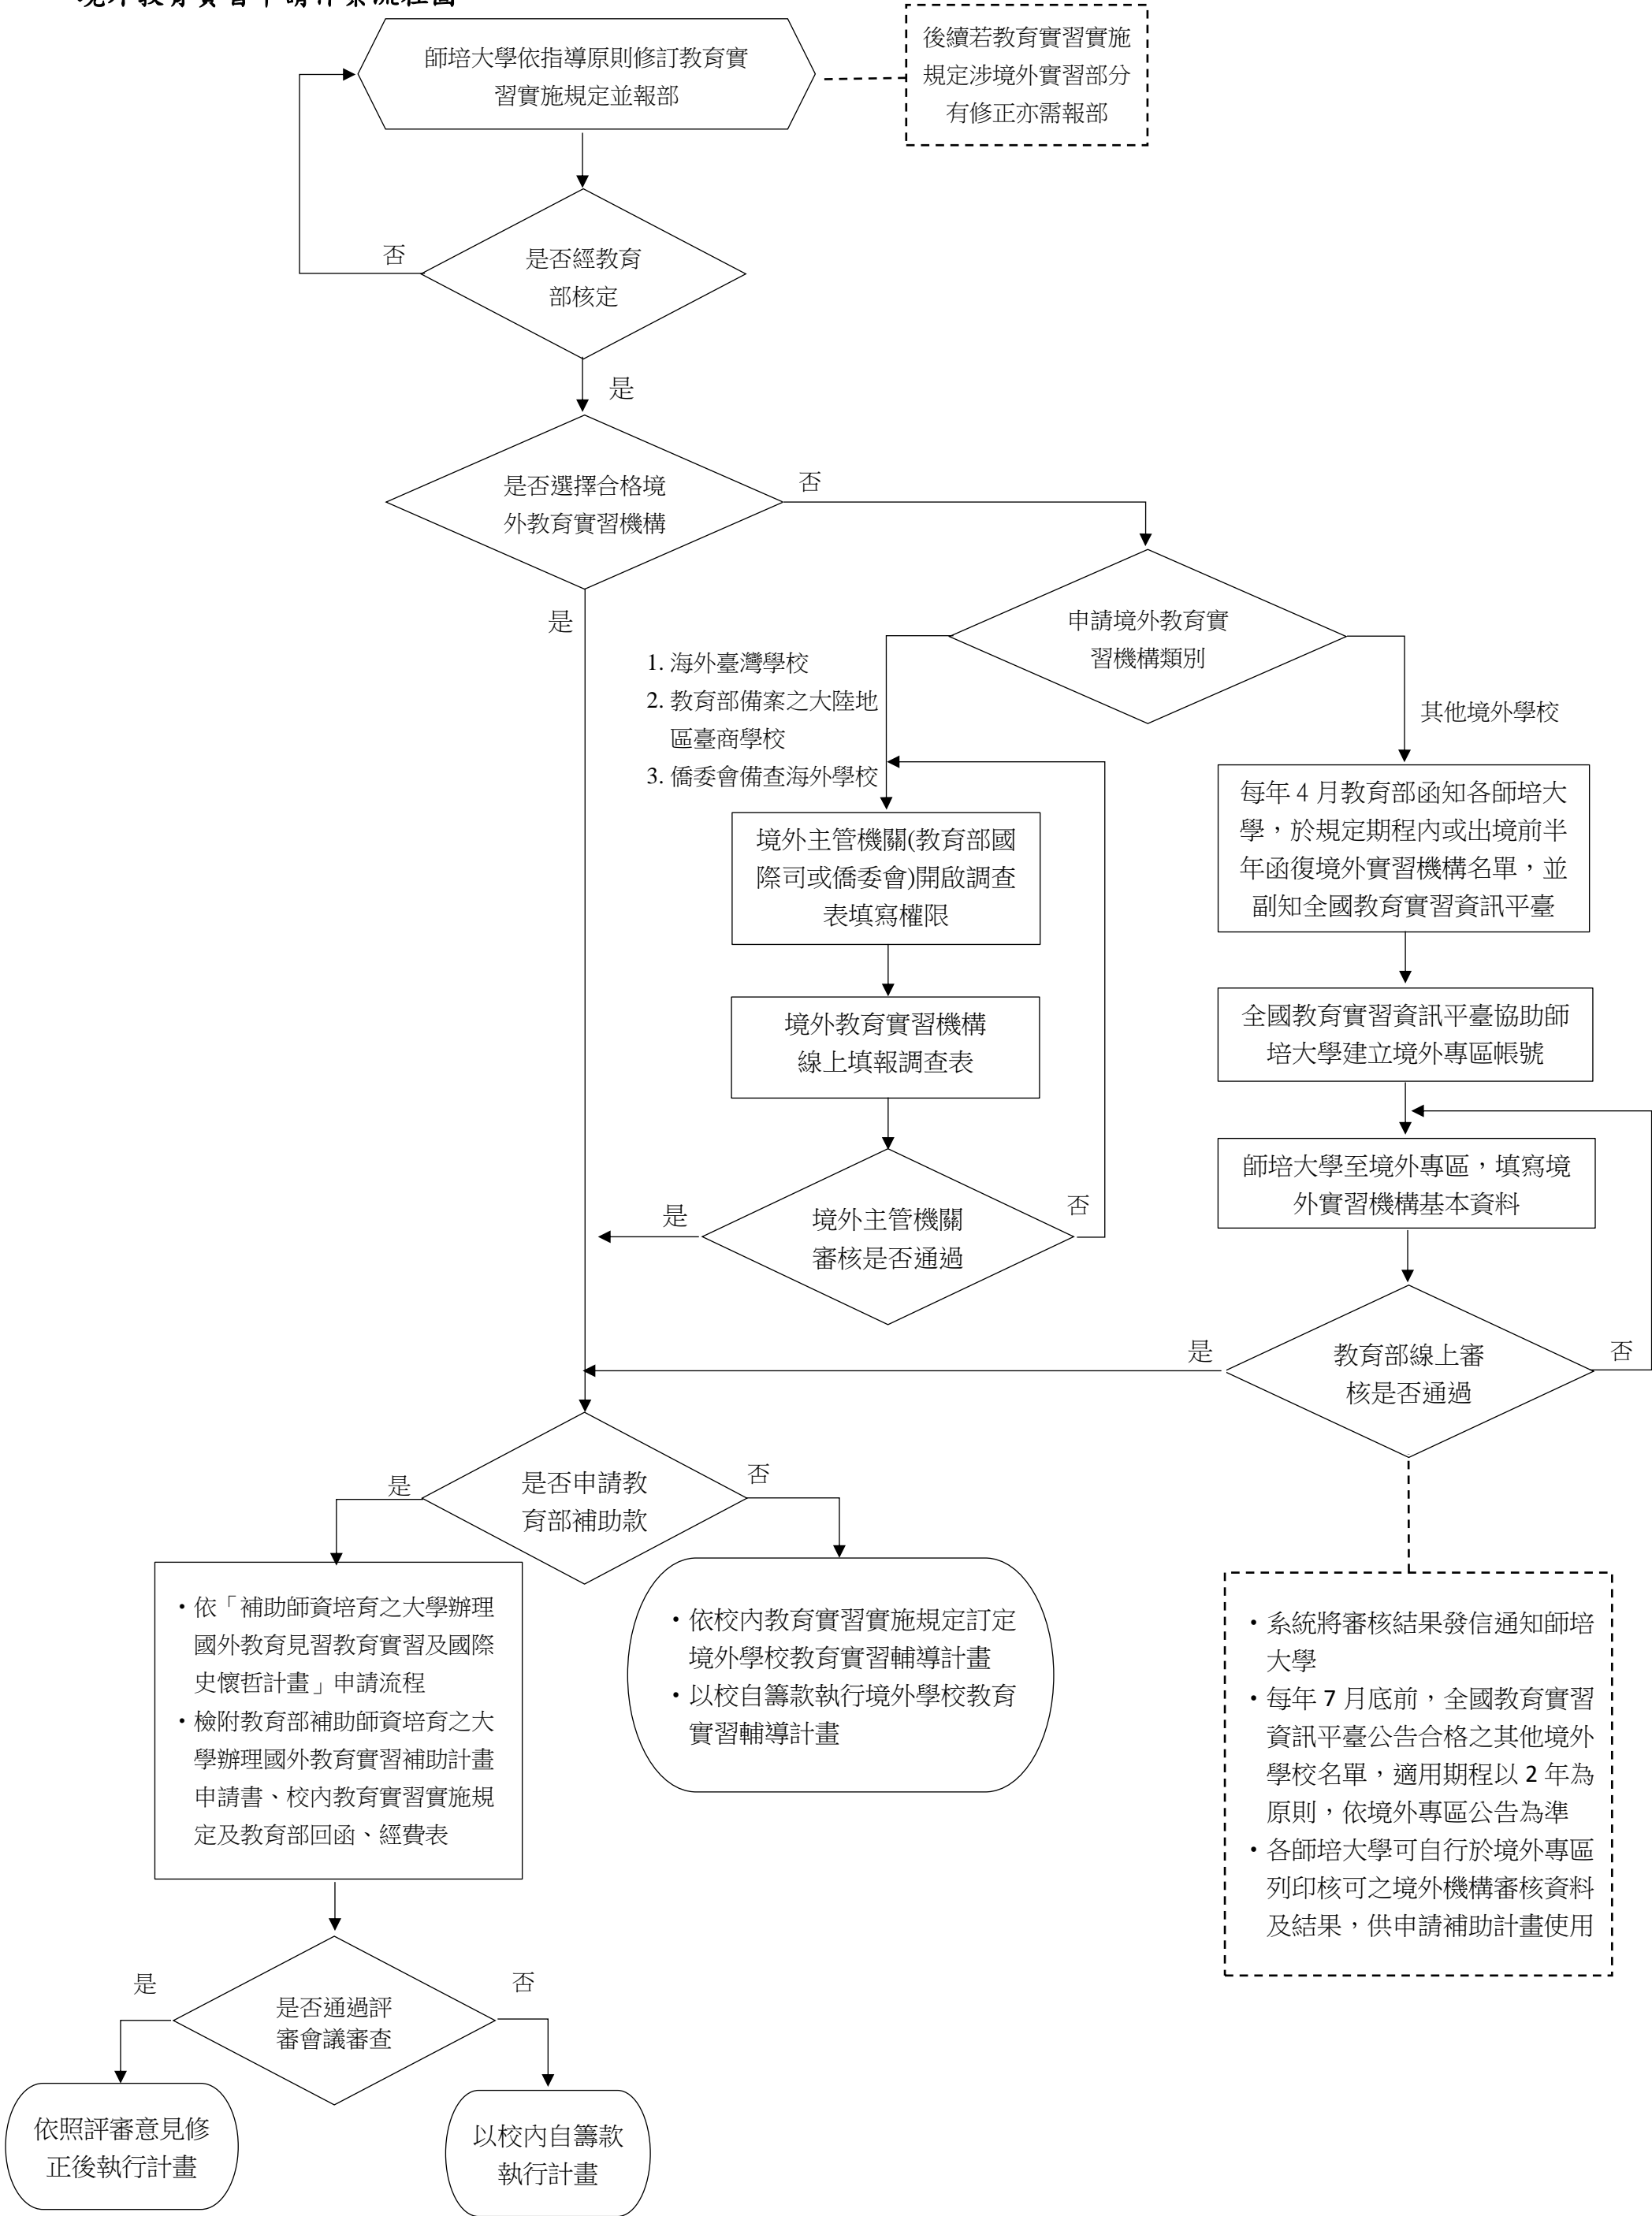 師培大學依指導原則修訂教育實
習實施規定並報部
後續若教育實習實施
規定涉境外實習部分
有修正亦需報部
是否經教育
部核定
否
是
是否選擇合格境
外教育實習機構
否
是
申請境外教育實
習機構類別
1. 海外臺灣學校
2. 教育部備案之大陸地
區臺商學校
3. 僑委會備查海外學校
其他境外學校
境外主管機關(教育部國
際司或僑委會)開啟調查
表填寫權限
境外教育實習機構
線上填報調查表
境外主管機關
審核是否通過
是
否
每年 4 月教育部函知各師培大
學，於規定期程內或出境前半
年函復境外實習機構名單，並
副知全國教育實習資訊平臺
全國教育實習資訊平臺協助師
培大學建立境外專區帳號
師培大學至境外專區，填寫境
外實習機構基本資料
教育部線上審
核是否通過
是
否
是否申請教
育部補助款
是
否
・依「補助師資培育之大學辦理
國外教育見習教育實習及國際
史懷哲計畫」申請流程
・檢附教育部補助師資培育之大
學辦理國外教育實習補助計畫
申請書、校內教育實習實施規
定及教育部回函、經費表
・依校內教育實習實施規定訂定
境外學校教育實習輔導計畫
・以校自籌款執行境外學校教育
實習輔導計畫
・系統將審核結果發信通知師培
大學
・每年 7 月底前，全國教育實習
資訊平臺公告合格之其他境外
學校名單，適用期程以 2 年為
原則，依境外專區公告為準
・各師培大學可自行於境外專區
列印核可之境外機構審核資料
及結果，供申請補助計畫使用
是否通過評
審會議審查
是
否
依照評審意見修
正後執行計畫
以校內自籌款
執行計畫